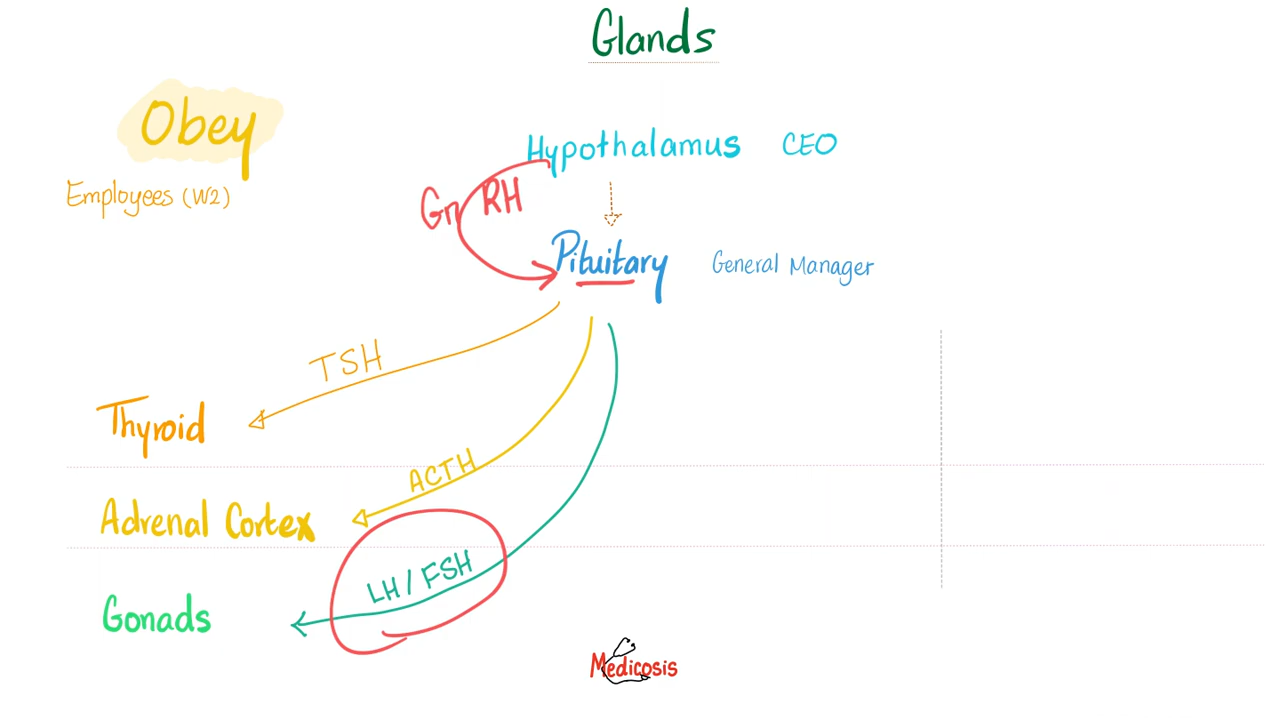 Glands
Obey
Employees (W2)
Hypothalamus CEO
GnRH
Pituitary General Manager
TSH
Thyroid
ACTH
Adrenal Cortex
LH / FSH
Gonads
Medicosis